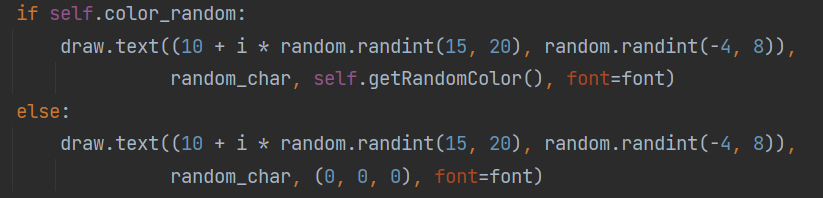 if self.color_random:
    draw.text((10 + i * random.randint(15, 20), random.randint(-4, 8)),
              random_char, self.getRandomColor(), font=font)
else:
    draw.text((10 + i * random.randint(15, 20), random.randint(-4, 8)),
              random_char, (0, 0, 0), font=font)